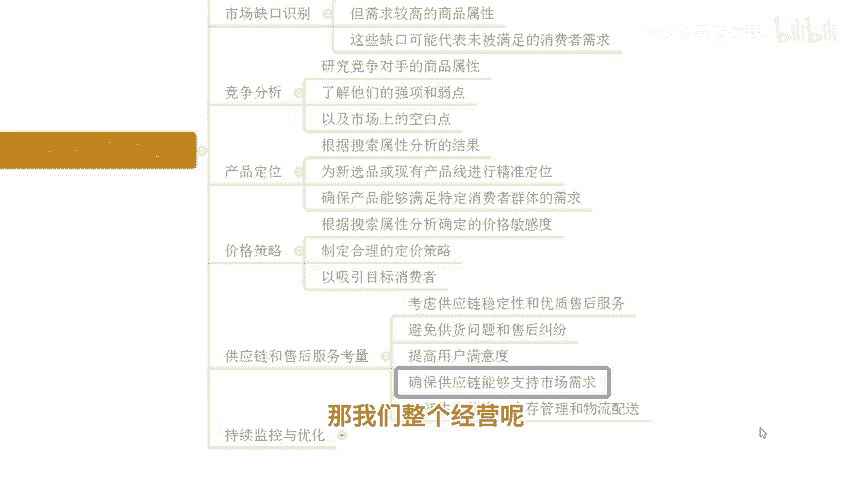 市场缺口识别
但需求较高的商品属性
这些缺口可能代表未被满足的消费者需求
bilibili
竞争分析
研究竞争对手的商品属性
了解他们的强项和弱点
以及市场上的空白点
产品定位
根据搜索属性分析的结果
为新选品或现有产品线进行精准定位
确保产品能够满足特定消费者群体的需求
价格策略
根据搜索属性分析确定的价格敏感度
制定合理的定价策略
以吸引目标消费者
供应链和售后服务考量
考虑供应链稳定性和优质售后服务
避免供货问题和售后纠纷
提高用户满意度
确保供应链能够支持市场需求
存管理和物流配送
那我们整个经营呢
持续监控与优化